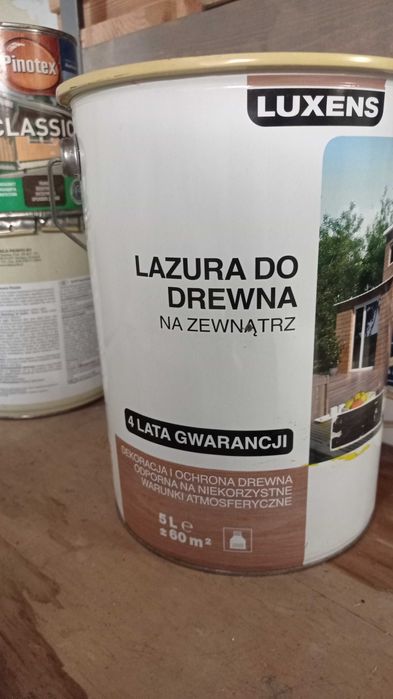 Pinotex
CLASSIC
LUXENS
LAZURA DO
DREWNA
NA ZEWNĄTRZ
4 LATA GWARANCJI
DEKORACJA I OCHRONA DREWNA
ODPORNA NA NIEKORZYSTNE
WARUNKI ATMOSFERYCZNE
5 L e
± 60 m²